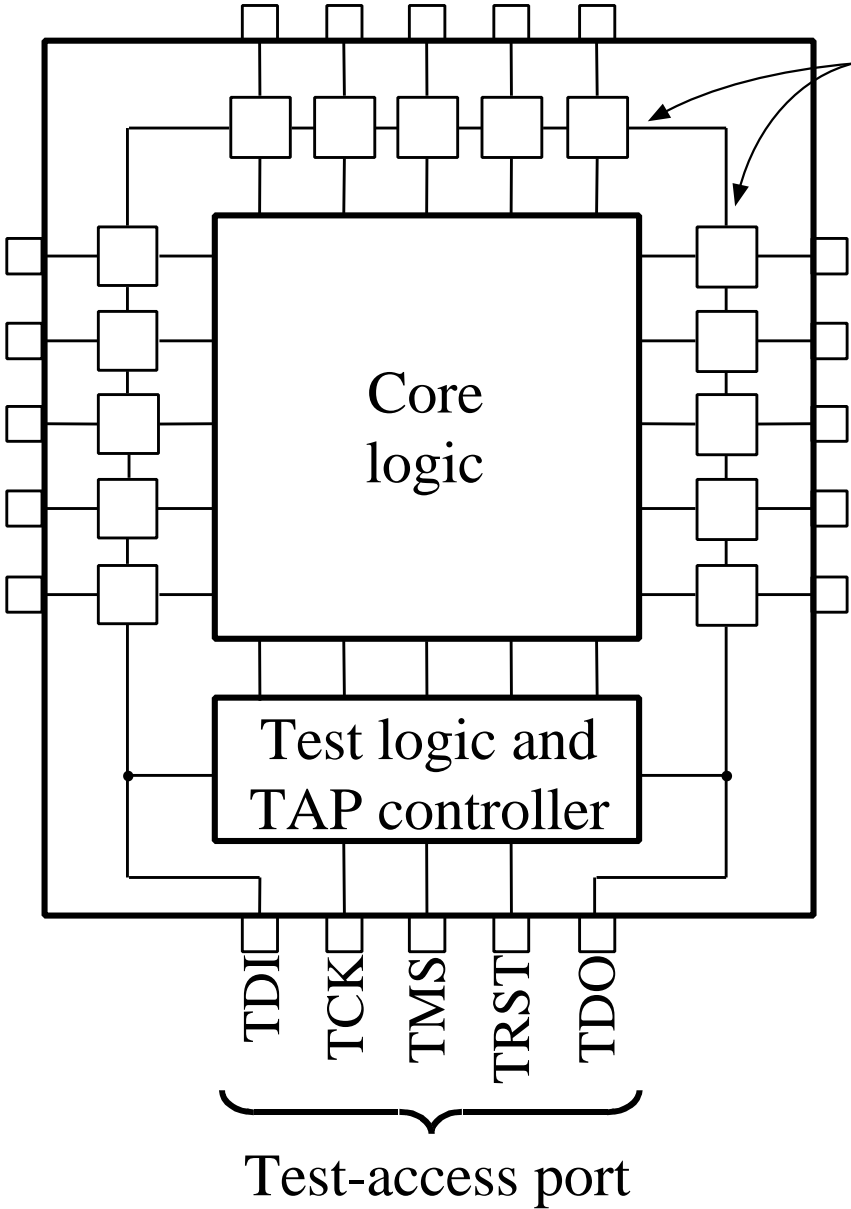 Core
logic
Test logic and
TAP controller
TDI
TCK
TMS
TRST
TDO
Test-access port